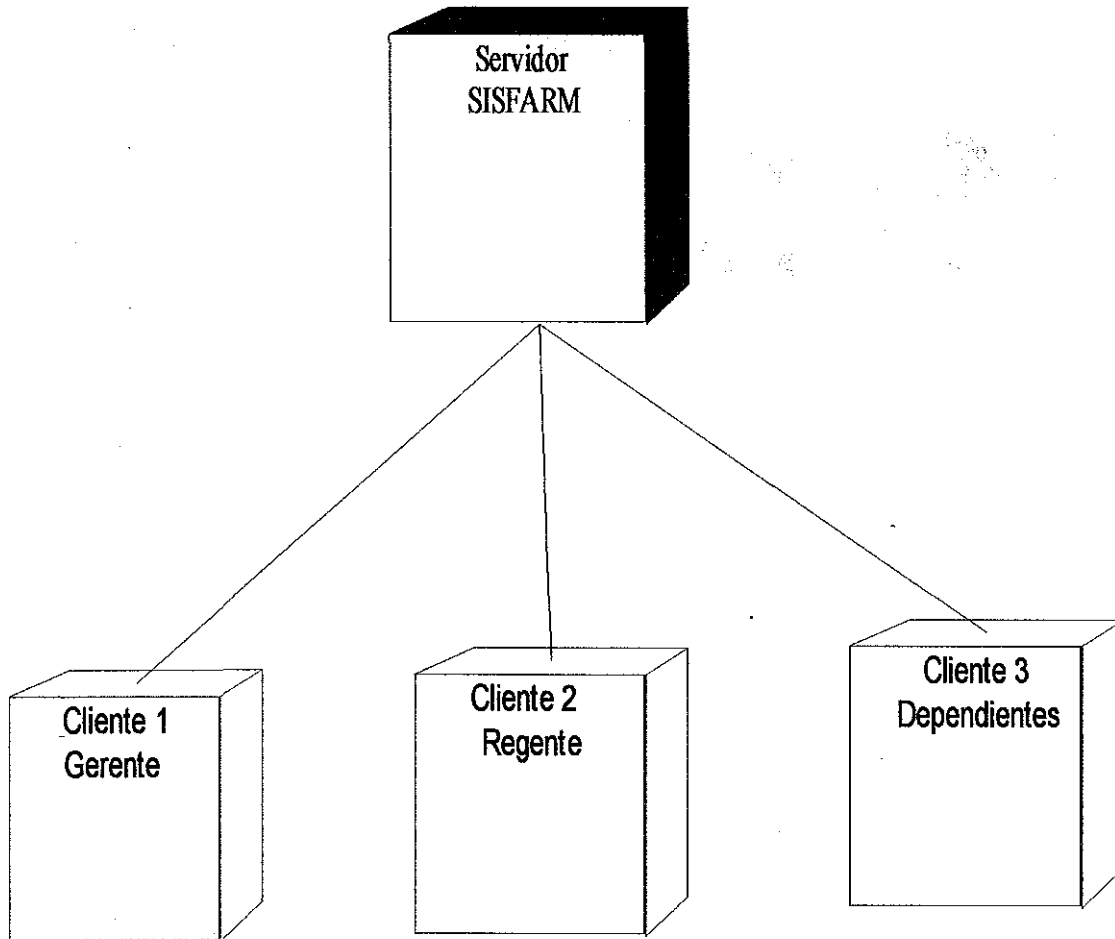 Servidor
SISFARM
Cliente 1
Gerente
Cliente 2
Regente
Cliente 3
Dependientes